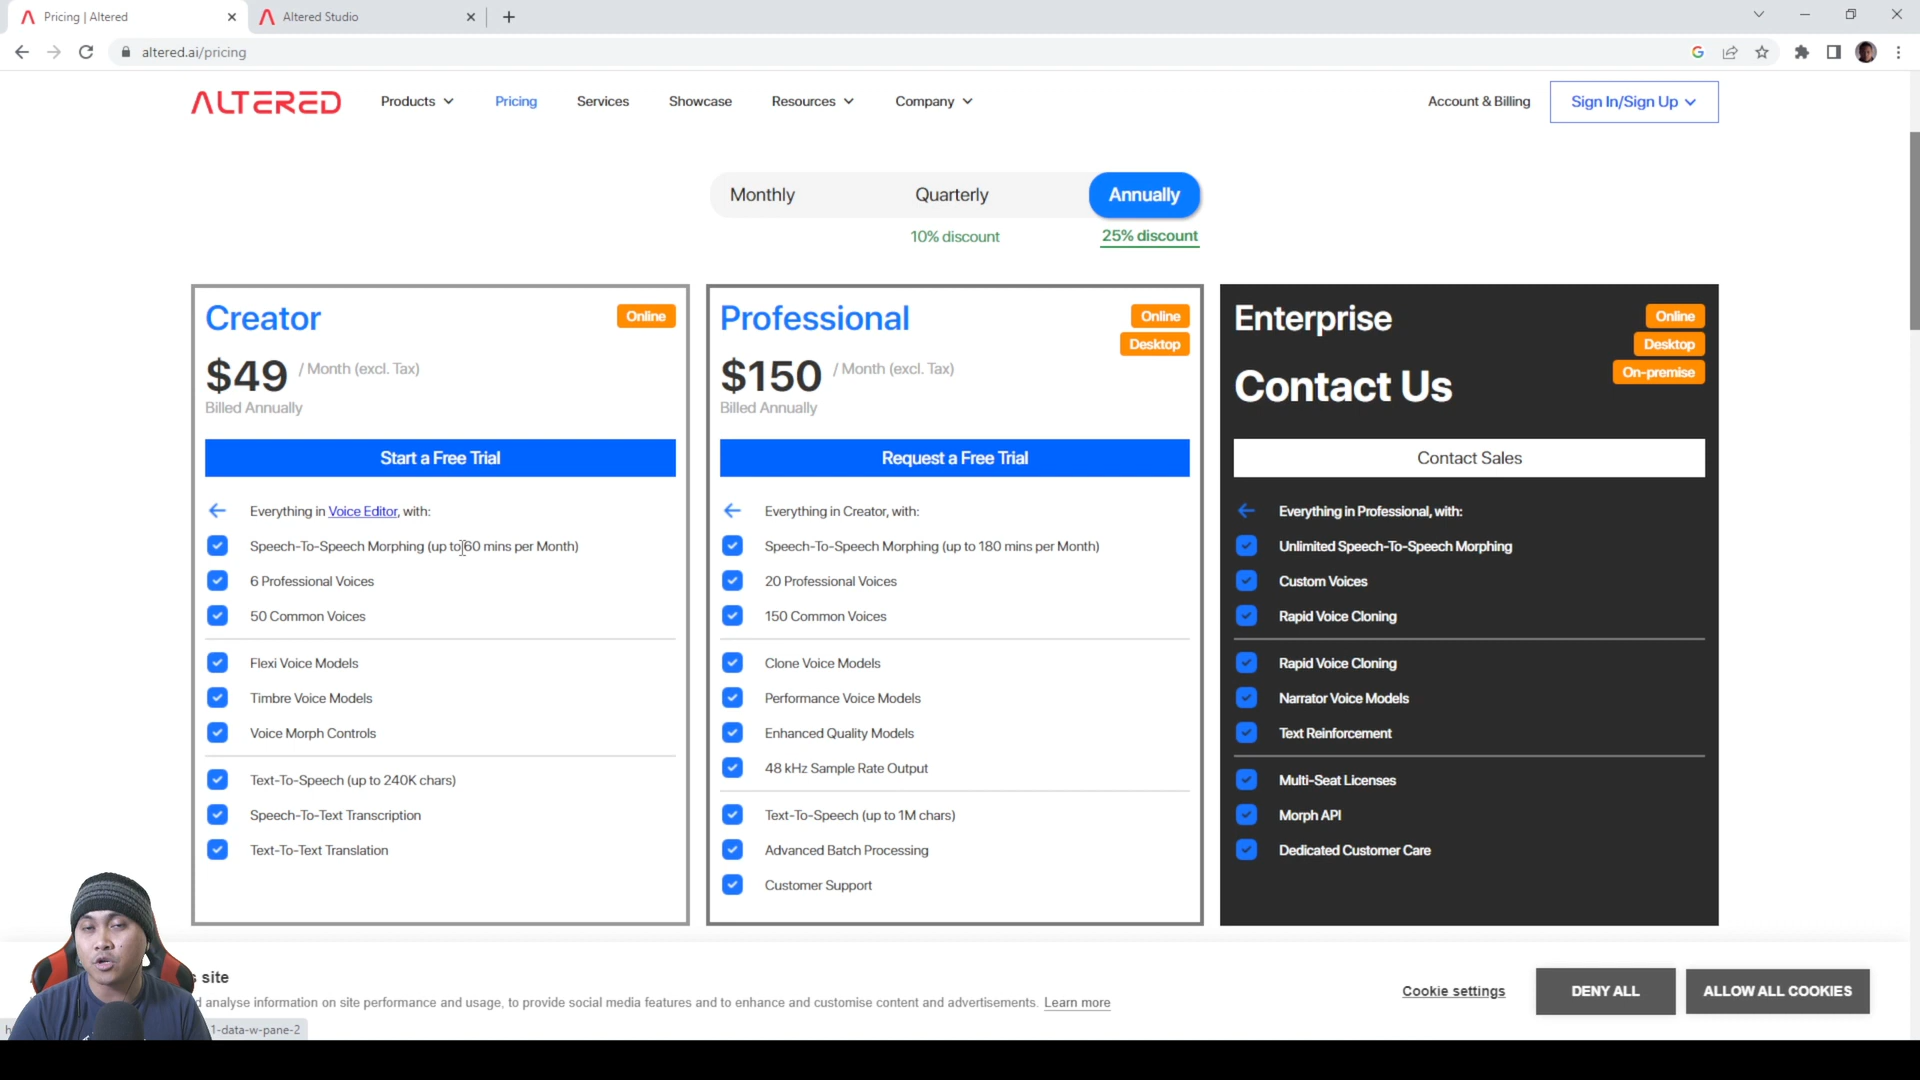 Pricing | Altered
Altered Studio
altered.ai/pricing
ALTERED
Products
Pricing
Services
Showcase
Resources
Company
Account & Billing
Sign In/Sign Up
Monthly
Quarterly
Annually
10% discount
25% discount
Creator
Online
$49 / Month (excl. Tax)
Billed Annually
Start a Free Trial
Everything in Voice Editor, with:
Speech-To-Speech Morphing (up to 60 mins per Month)
6 Professional Voices
50 Common Voices
Flexi Voice Models
Timbre Voice Models
Voice Morph Controls
Text-To-Speech (up to 240K chars)
Speech-To-Text Transcription
Text-To-Text Translation
Professional
Online
Desktop
$150 / Month (excl. Tax)
Billed Annually
Request a Free Trial
Everything in Creator, with:
Speech-To-Speech Morphing (up to 180 mins per Month)
20 Professional Voices
150 Common Voices
Clone Voice Models
Performance Voice Models
Enhanced Quality Models
48 kHz Sample Rate Output
Text-To-Speech (up to 1M chars)
Advanced Batch Processing
Customer Support
Enterprise
Online
Desktop
On-premise
Contact Us
Contact Sales
Everything in Professional, with:
Unlimited Speech-To-Speech Morphing
Custom Voices
Rapid Voice Cloning
Rapid Voice Cloning
Narrator Voice Models
Text Reinforcement
Multi-Seat Licenses
Morph API
Dedicated Customer Care
site
analyse information on site performance and usage, to provide social media features and to enhance and customise content and advertisements. Learn more
Cookie settings
DENY ALL
ALLOW ALL COOKIES
1-data-w-pane-2